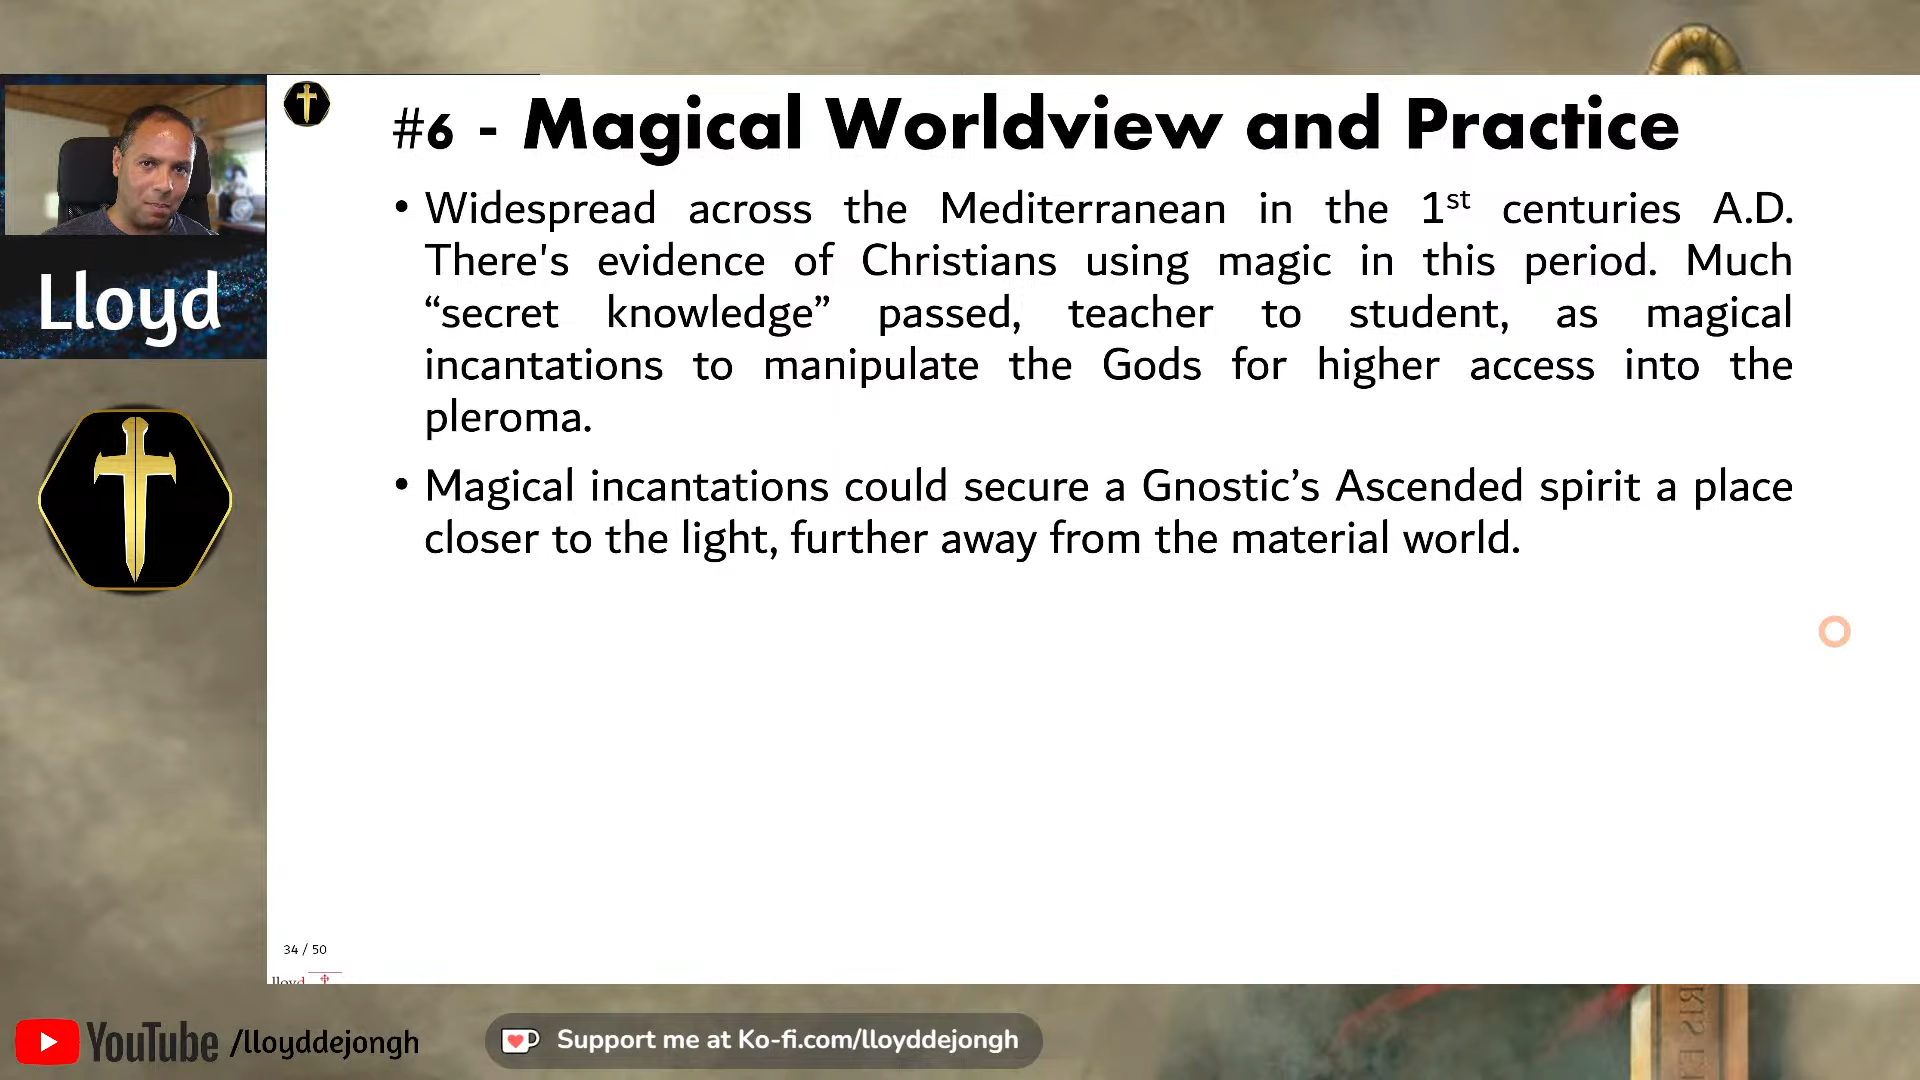 #6 - Magical Worldview and Practice
• Widespread across the Mediterranean in the 1st centuries A.D.
There's evidence of Christians using magic in this period. Much
“secret knowledge” passed, teacher to student, as magical
incantations to manipulate the Gods for higher access into the
pleroma.
• Magical incantations could secure a Gnostic’s Ascended spirit a place
closer to the light, further away from the material world.
Lloyd
34 / 50
lloyd
YouTube /lloyddejongh
Support me at Ko-fi.com/lloyddejongh